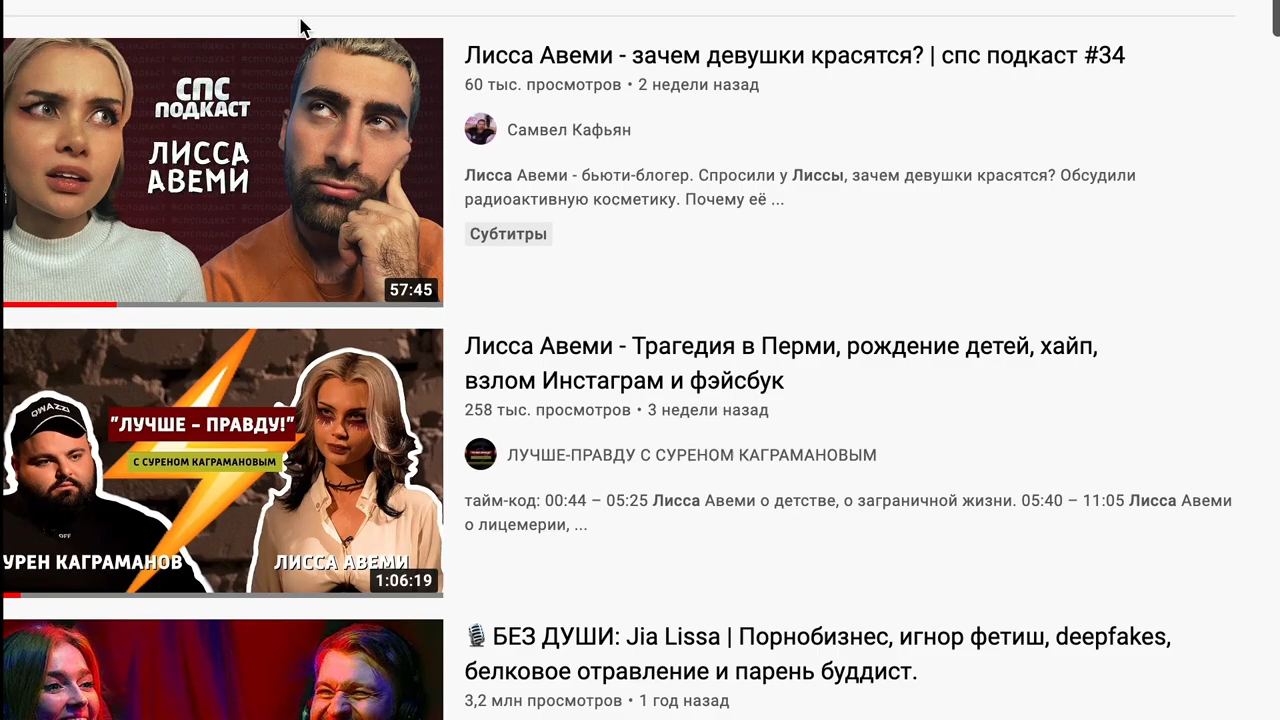 Лисса Авеми - зачем девушки красятся? | спс подкаст #34
60 тыс. просмотров • 2 недели назад
Самвел Кафьян
Лисса Авеми - бьюти-блогер. Спросили у Лиссы, зачем девушки красятся? Обсудили
радиоактивную косметику. Почему её ...
Субтитры
СПС
ПОДКАСТ
ЛИССА
АВЕМИ
57:45
Лисса Авеми - Трагедия в Перми, рождение детей, хайп,
взлом Инстаграм и фэйсбук
258 тыс. просмотров • 3 недели назад
ЛУЧШЕ-ПРАВДУ С СУРЕНОМ КАГРАМАНОВЫМ
тайм-код: 00:44 – 05:25 Лисса Авеми о детстве, о заграничной жизни. 05:40 – 11:05 Лисса Авеми
о лицемерии, ...
QWAZZI
"ЛУЧШЕ - ПРАВДУ!"
С СУРЕНОМ КАГРАМАНОВЫМ
OFF
УРЕН КАГРАМАНОВ
ЛИССА АВЕМИ
1:06:19
БЕЗ ДУШИ: Jia Lissa | Порнобизнес, игнор фетиш, deepfakes,
белковое отравление и парень буддист.
3,2 млн просмотров • 1 год назад